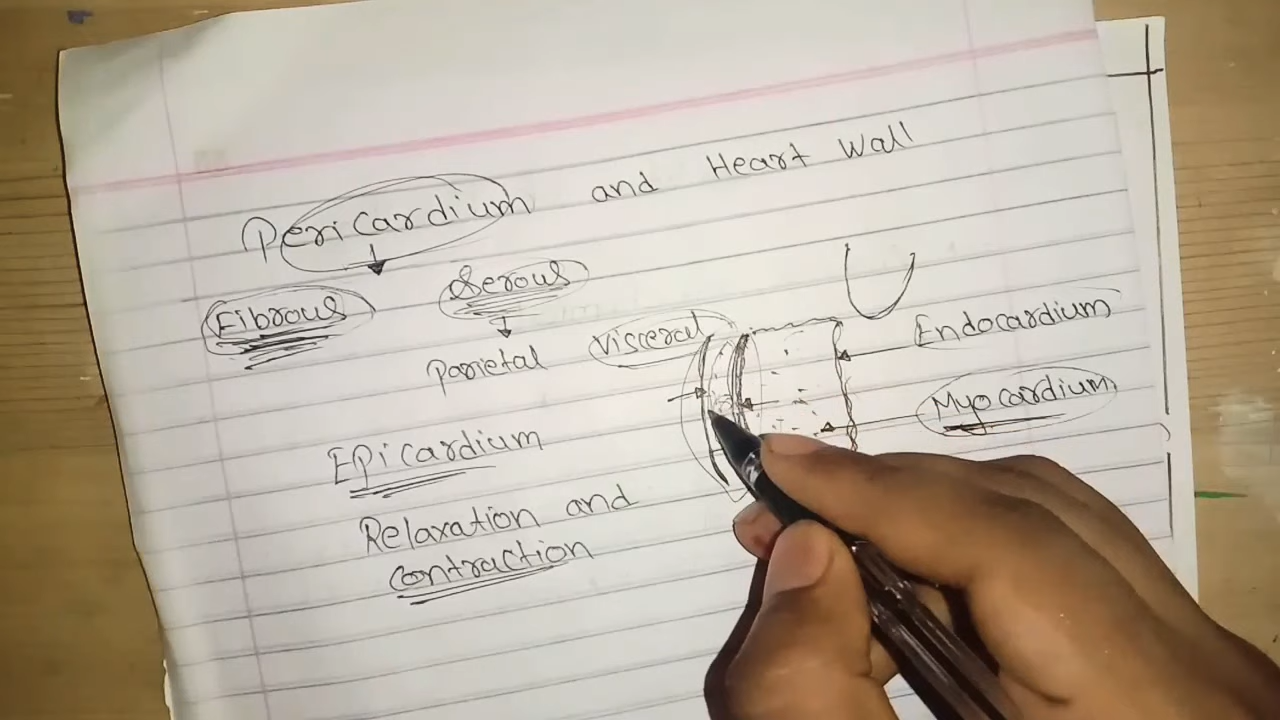 Pericardium and Heart Wall
Fibrous Serous
Parietal Visceral
Endocardium
Myocardium
Epicardium
Relaxation and
contraction